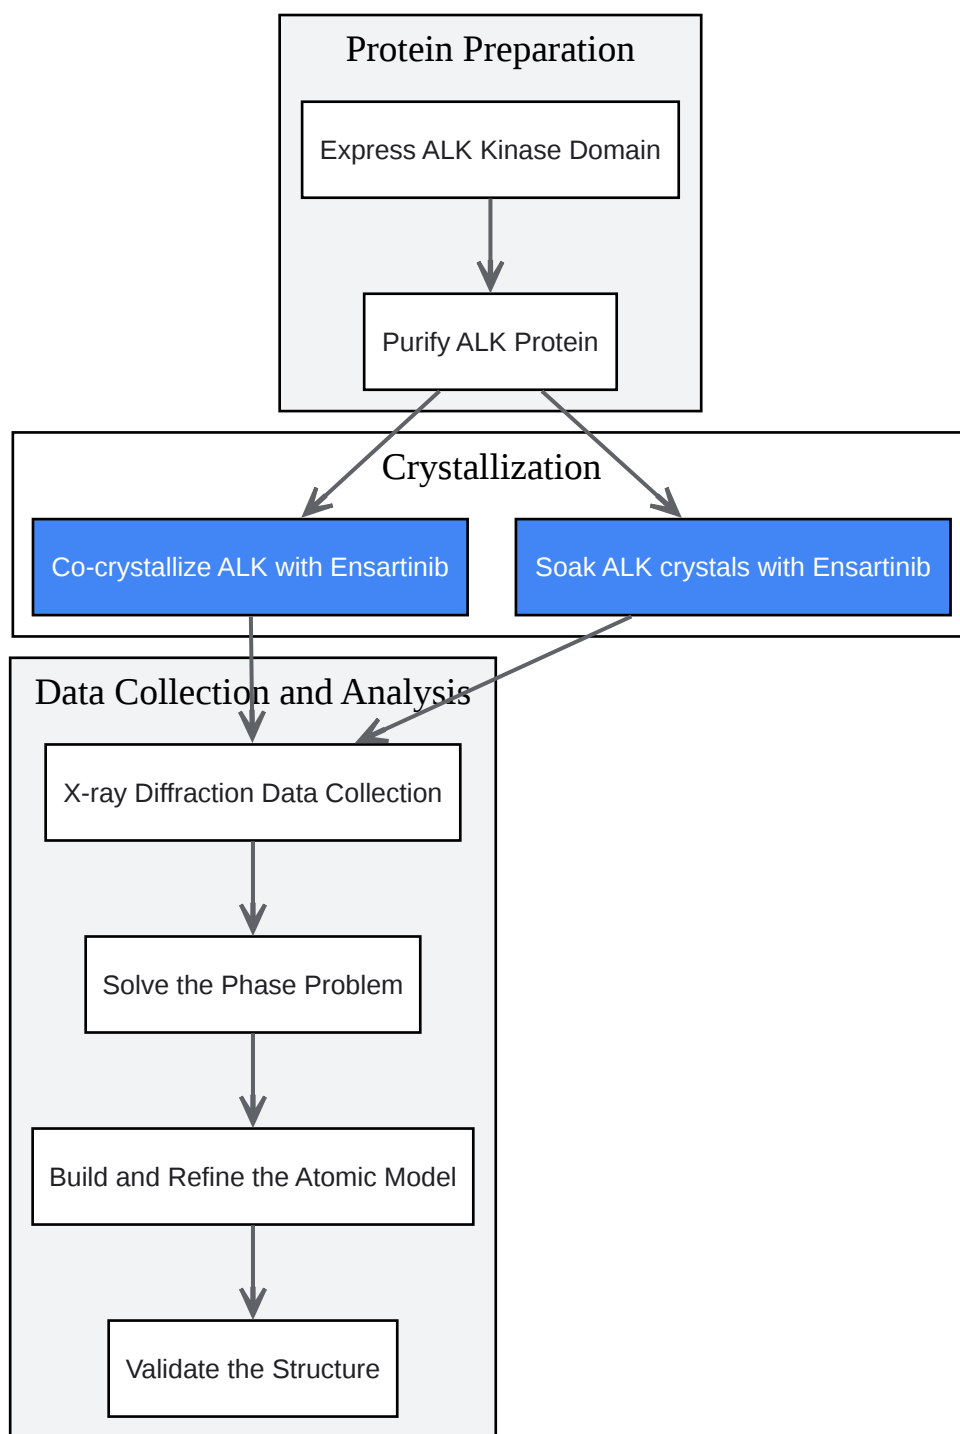 Protein Preparation
Express ALK Kinase Domain
Purify ALK Protein
Crystallization
Co-crystallize ALK with Ensartinib
Soak ALK crystals with Ensartinib
Data Collection and Analysis
X-ray Diffraction Data Collection
Solve the Phase Problem
Build and Refine the Atomic Model
Validate the Structure